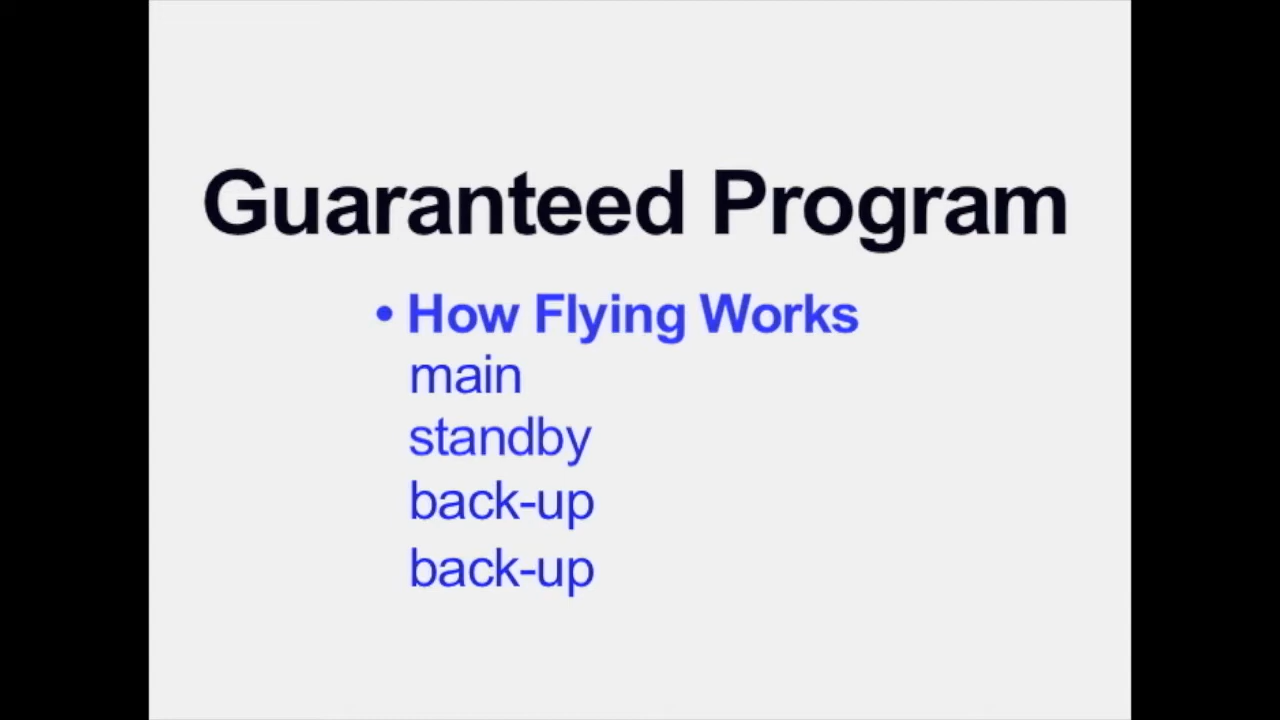 Guaranteed Program
• How Flying Works
main
standby
back-up
back-up